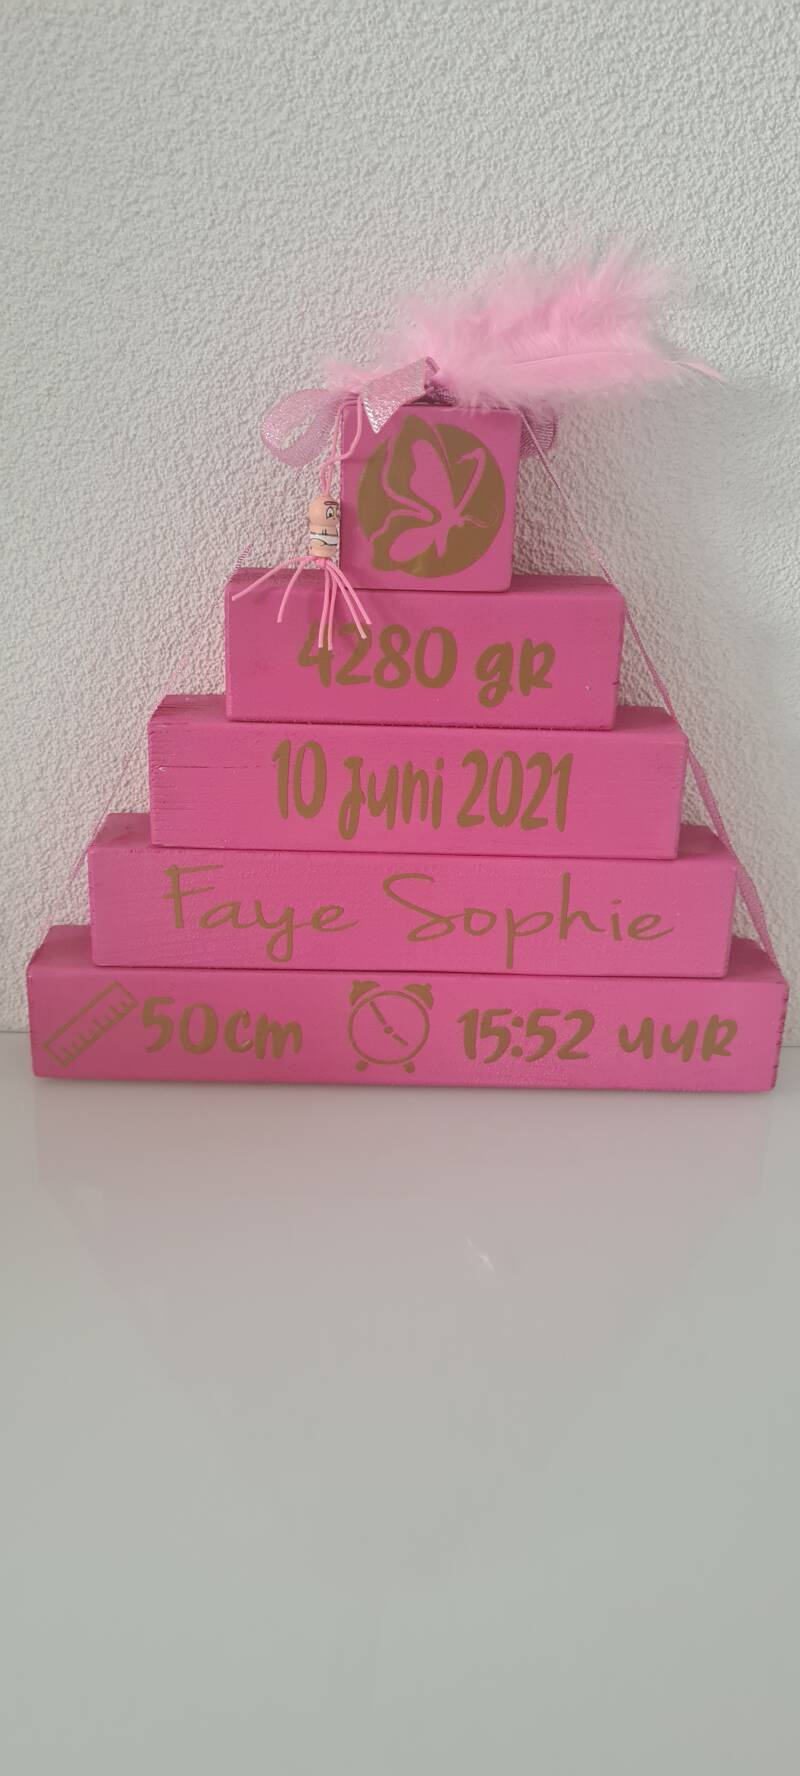 4280 gr
10 Juni 2021
Faye Sophie
50cm 15:52 uur